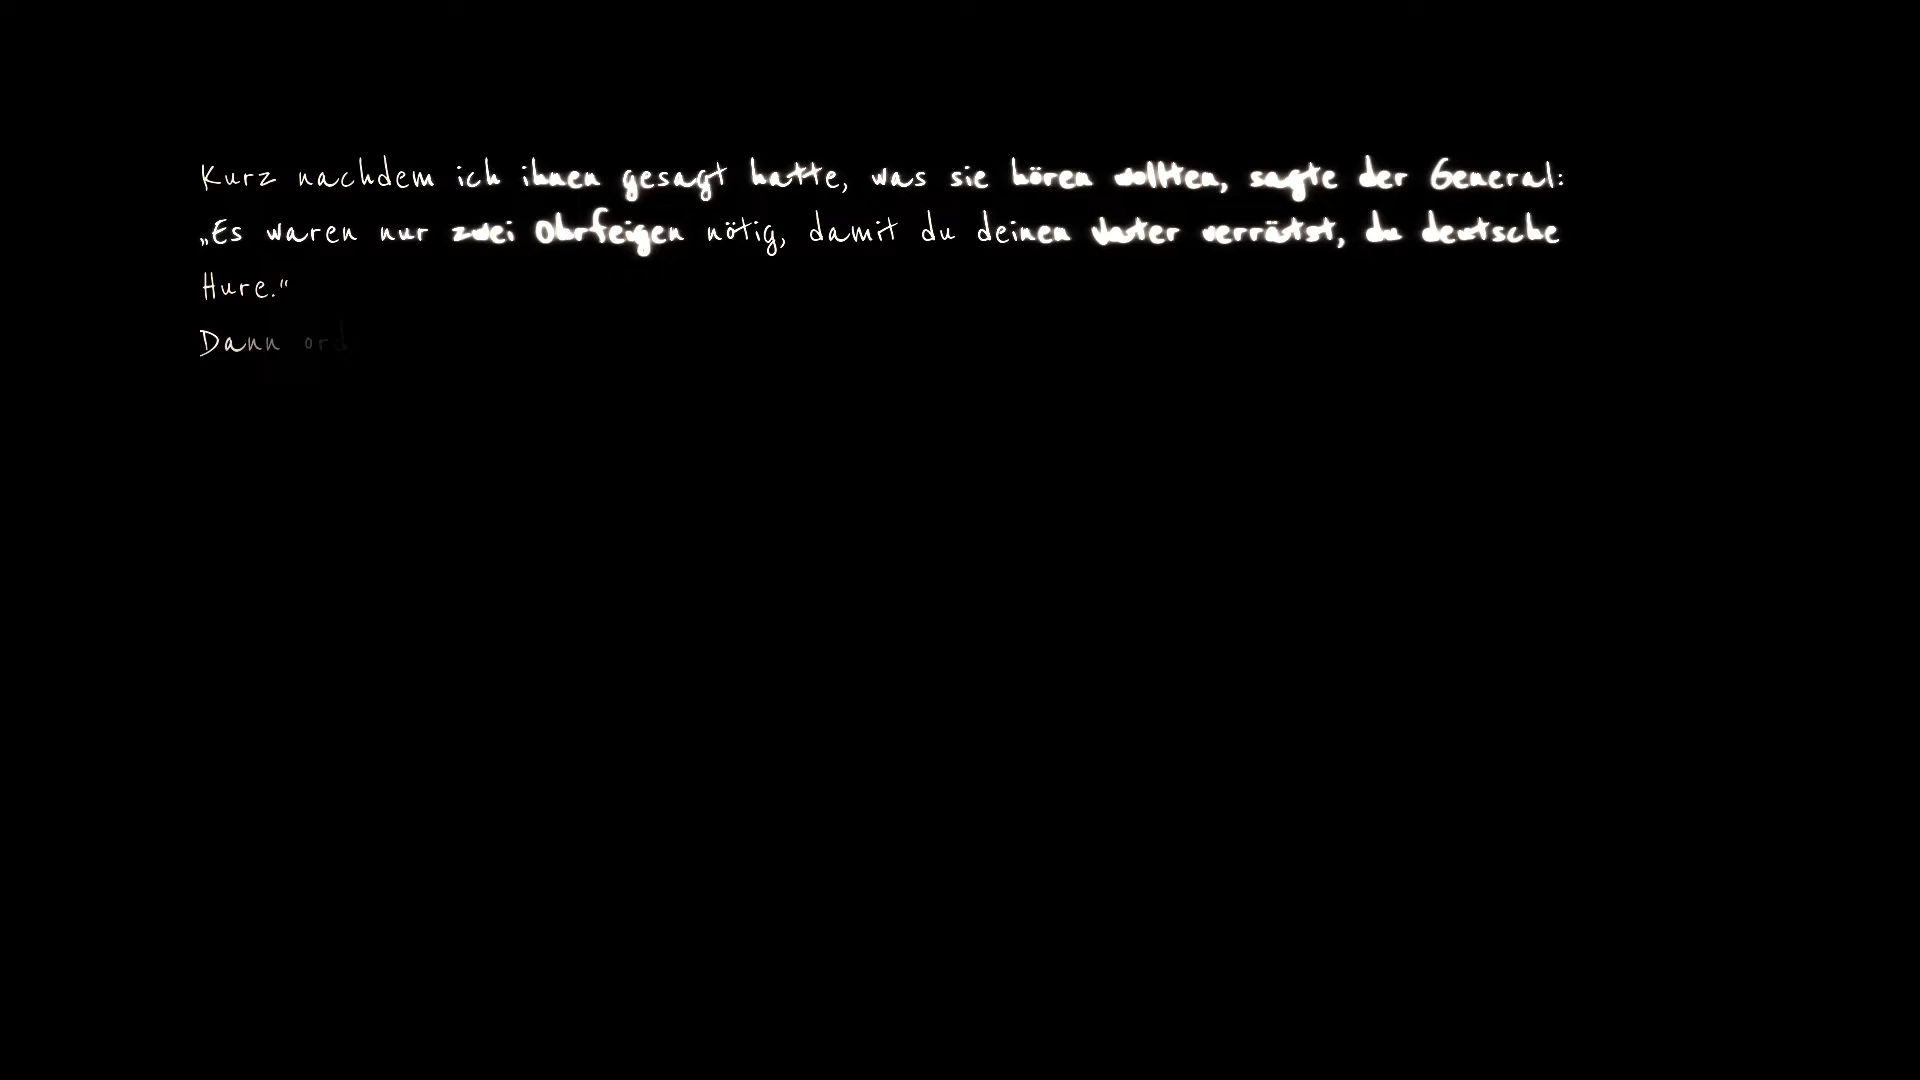 Kurz nachdem ich ihnen gesagt hatte, was sie hören wollten, sagte der General:
„Es waren nur zwei Ohrfeigen nötig, damit du deinen Vater verrätst, du deutsche
Hure.“
Dann ord